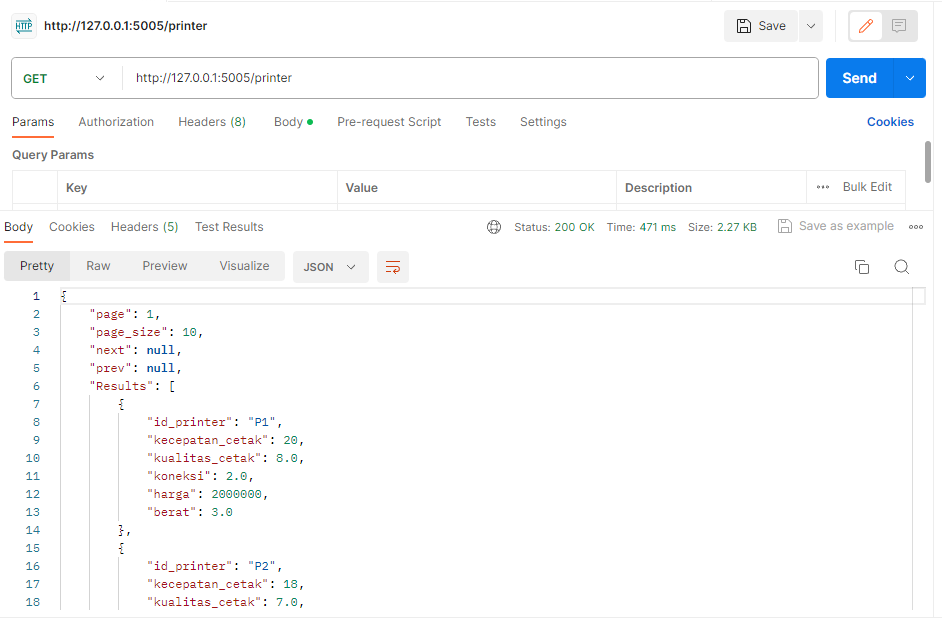 HTTP http://127.0.0.1:5005/printer Save
GET http://127.0.0.1:5005/printer Send
Params Authorization Headers (8) Body Pre-request Script Tests Settings Cookies
Query Params
Key Value Description ••• Bulk Edit
Body Cookies Headers (5) Test Results Status: 200 OK Time: 471 ms Size: 2.27 KB Save as example •••
Pretty Raw Preview Visualize JSON
1 {
2 "page": 1,
3 "page_size": 10,
4 "next": null,
5 "prev": null,
6 "Results": [
7 {
8 "id_printer": "P1",
9 "kecepatan_cetak": 20,
10 "kualitas_cetak": 8.0,
11 "koneksi": 2.0,
12 "harga": 2000000,
13 "berat": 3.0
14 },
15 {
16 "id_printer": "P2",
17 "kecepatan_cetak": 18,
18 "kualitas_cetak": 7.0,